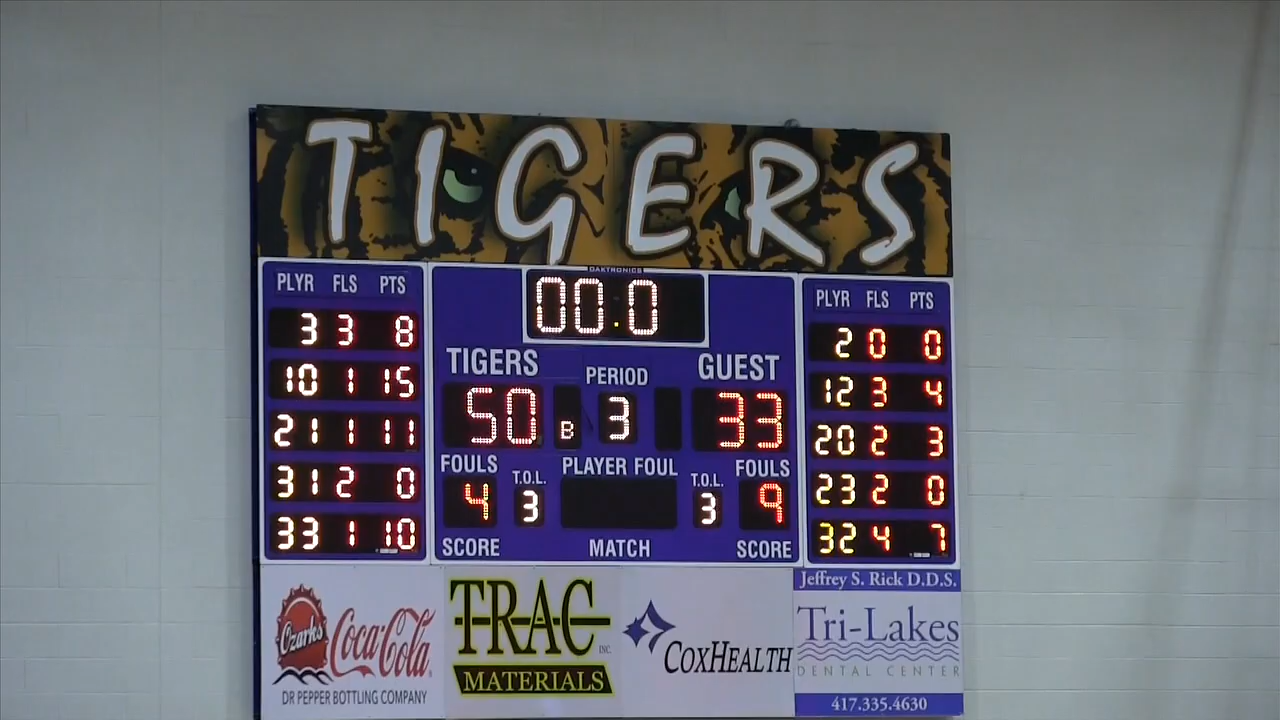 TIGERS
DAKTRONICS
PLYR FLS PTS
3 3 8
10 1 15
21 1 11
31 2 0
33 1 10
00:0
TIGERS PERIOD GUEST
50 B 3 33
FOULS T.O.L. PLAYER FOUL T.O.L. FOULS
4 3 3 9
SCORE MATCH SCORE
PLYR FLS PTS
2 0 0
12 3 4
20 2 3
23 2 0
32 4 7
Ozarks Coca-Cola
DR PEPPER BOTTLING COMPANY
TRAC INC.
MATERIALS
COXHEALTH
Jeffrey S. Rick D.D.S.
Tri-Lakes
DENTAL CENTER
417.335.4630